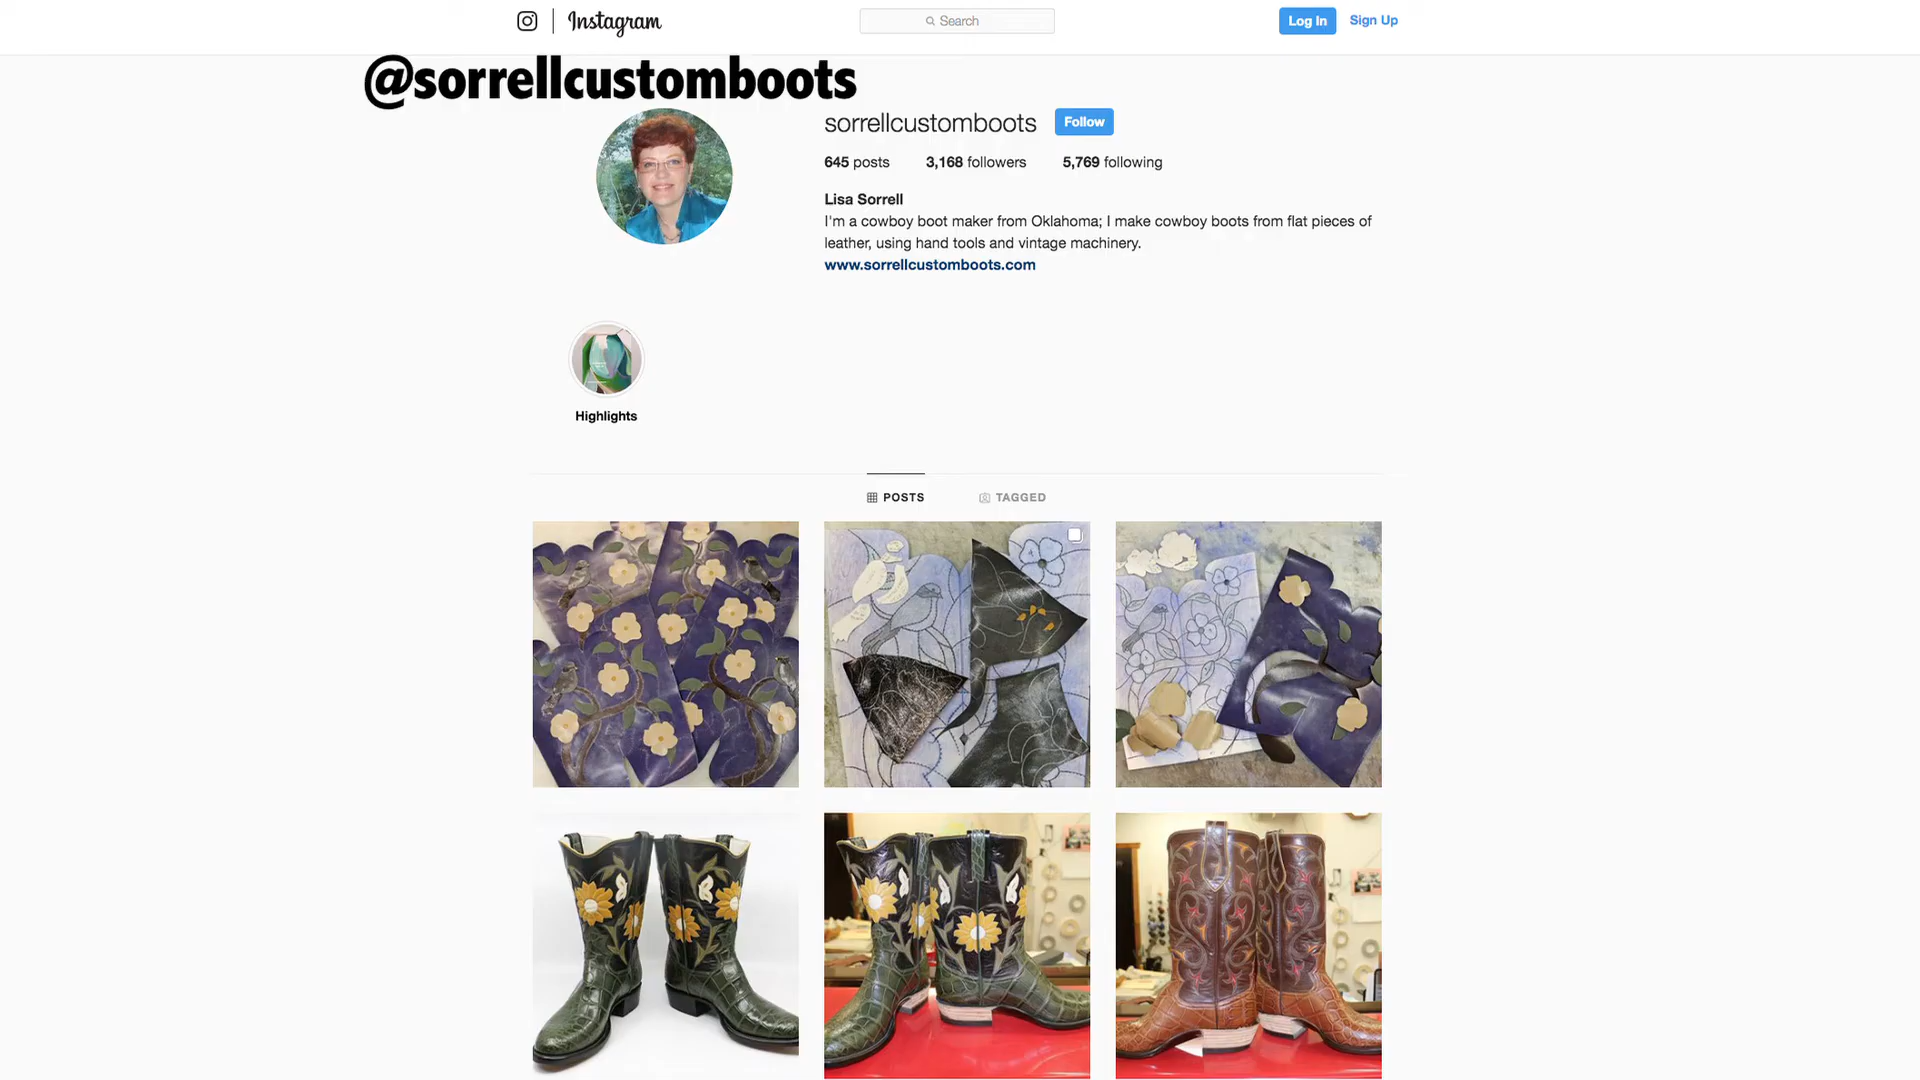 Instagram
Search
Log In
Sign Up
@sorrellcustomboots
sorrellcustomboots
Follow
645 posts
3,168 followers
5,769 following
Lisa Sorrell
I'm a cowboy boot maker from Oklahoma; I make cowboy boots from flat pieces of
leather, using hand tools and vintage machinery.
www.sorrellcustomboots.com
Highlights
POSTS
TAGGED